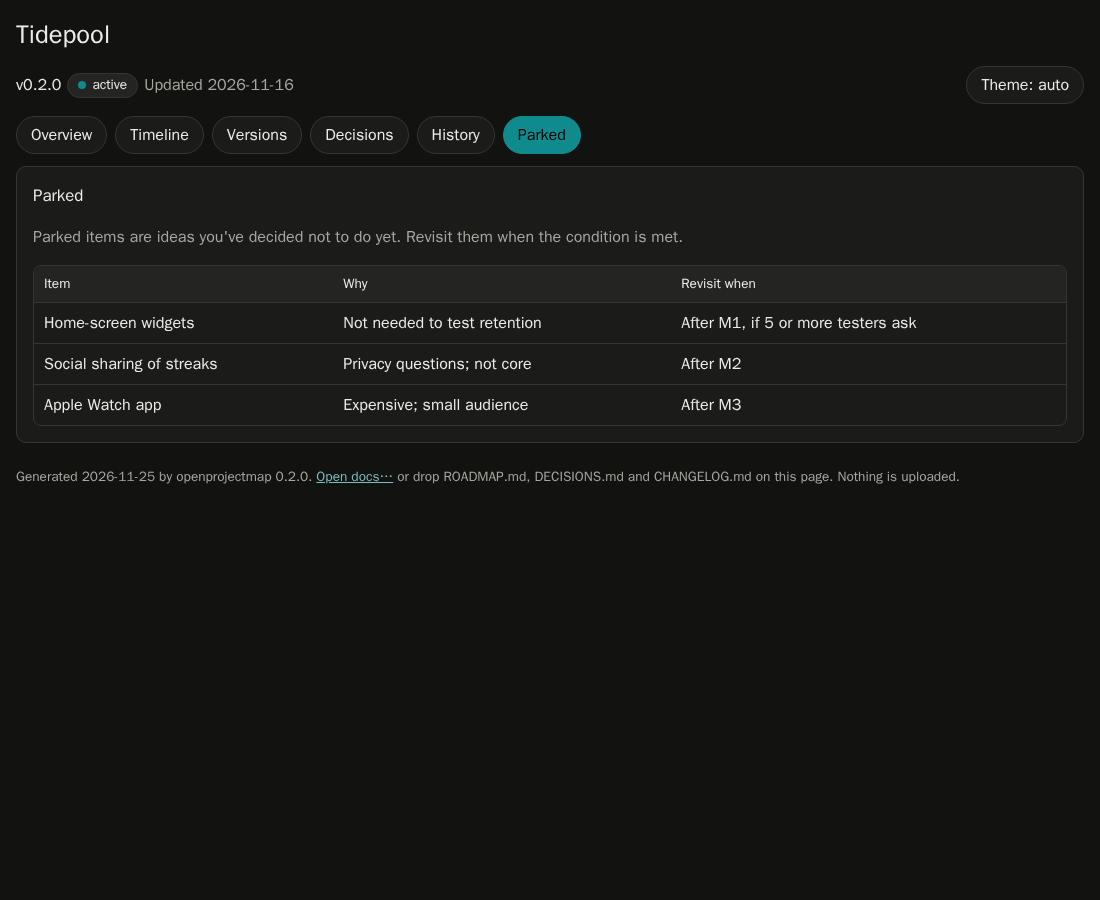 Tidepool
v0.2.0 active Updated 2026-11-16 Theme: auto
Overview Timeline Versions Decisions History Parked
Parked
Parked items are ideas you've decided not to do yet. Revisit them when the condition is met.
Item Why Revisit when
Home-screen widgets Not needed to test retention After M1, if 5 or more testers ask
Social sharing of streaks Privacy questions; not core After M2
Apple Watch app Expensive; small audience After M3
Generated 2026-11-25 by openprojectmap 0.2.0. Open docs… or drop ROADMAP.md, DECISIONS.md and CHANGELOG.md on this page. Nothing is uploaded.